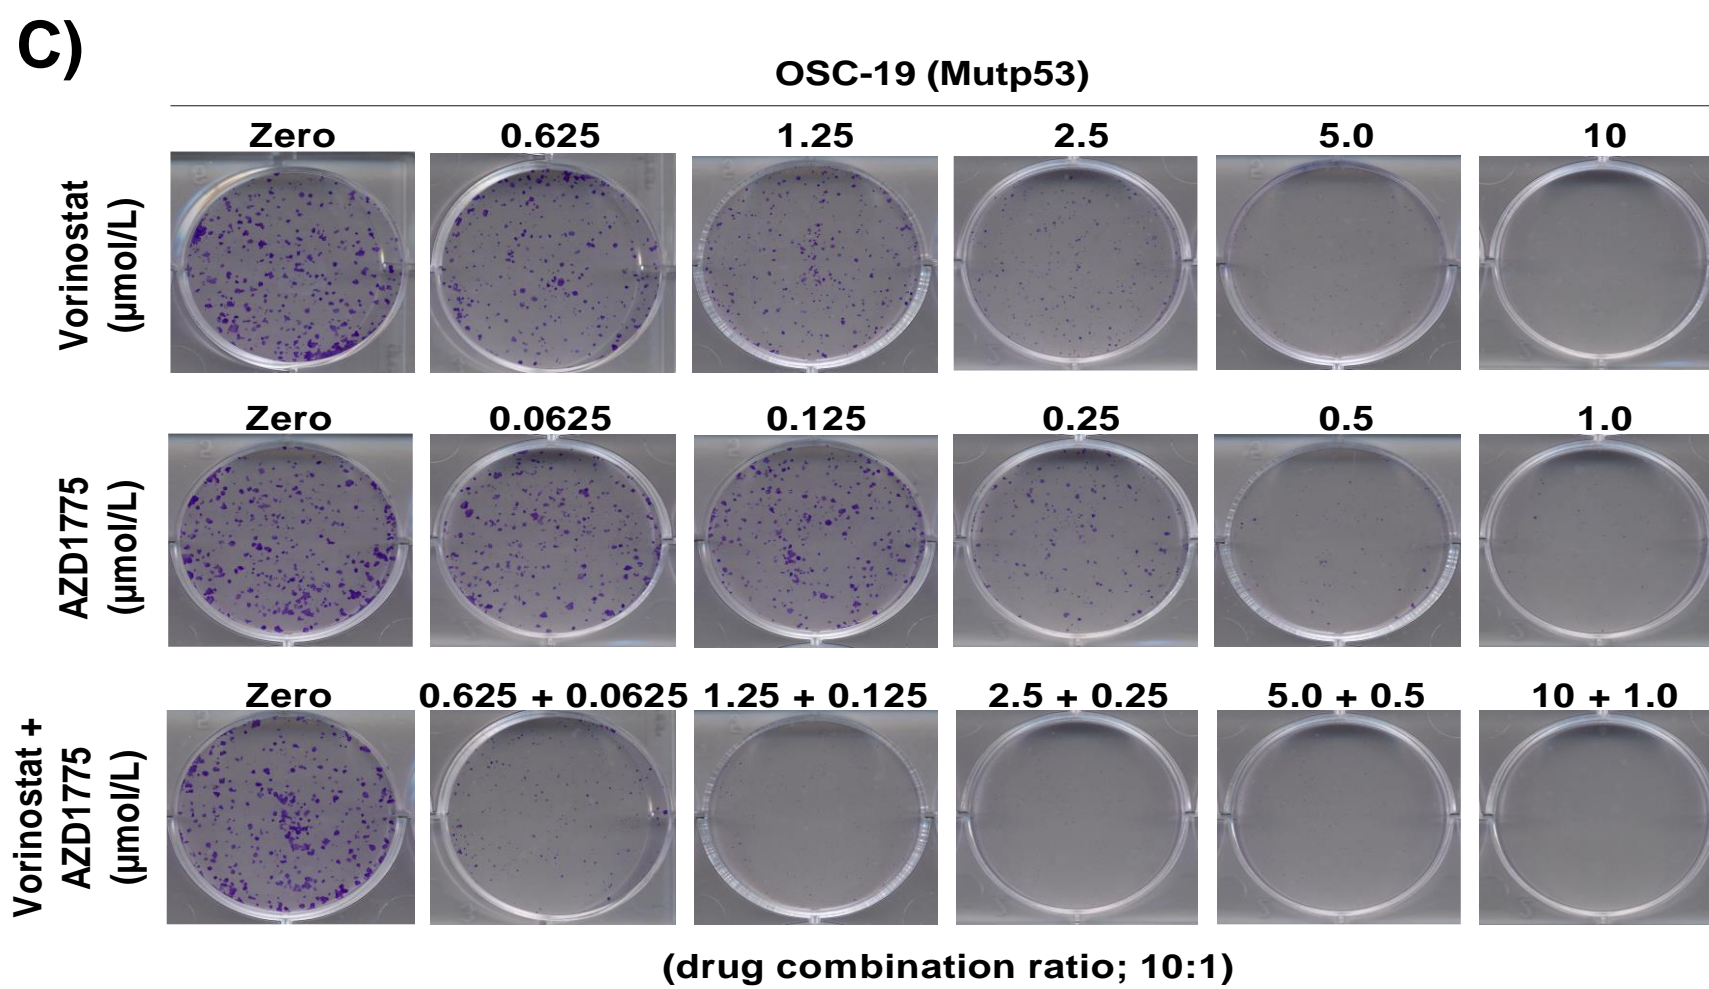 C)
OSC-19 (Mutp53)
Zero 0.625 1.25 2.5 5.0 10
Vorinostat
(µmol/L)
Zero 0.0625 0.125 0.25 0.5 1.0
AZD1775
(µmol/L)
Zero 0.625 + 0.0625 1.25 + 0.125 2.5 + 0.25 5.0 + 0.5 10 + 1.0
Vorinostat +
AZD1775
(µmol/L)
(drug combination ratio; 10:1)